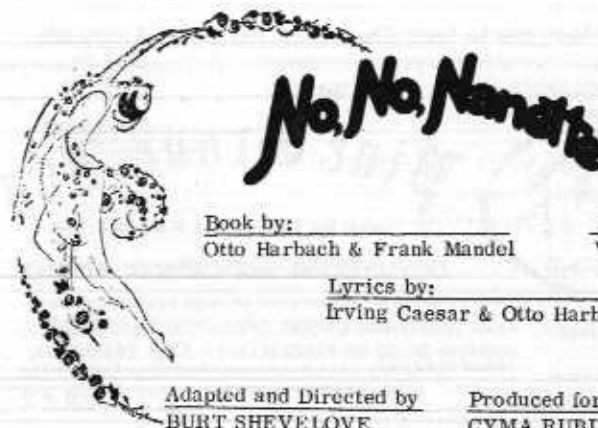 No, No, Nanette
Book by:
Otto Harbach & Frank Mandel
Lyrics by:
Irving Caesar & Otto Harb
Adapted and Directed by
BURT SHEVELOVE
Produced for
CYMA RUBI